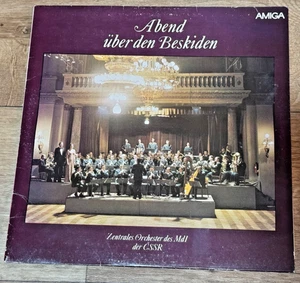 AMIGA
Abend
über den Beskiden
Zentrales Orchester des MdI
der ČSSR